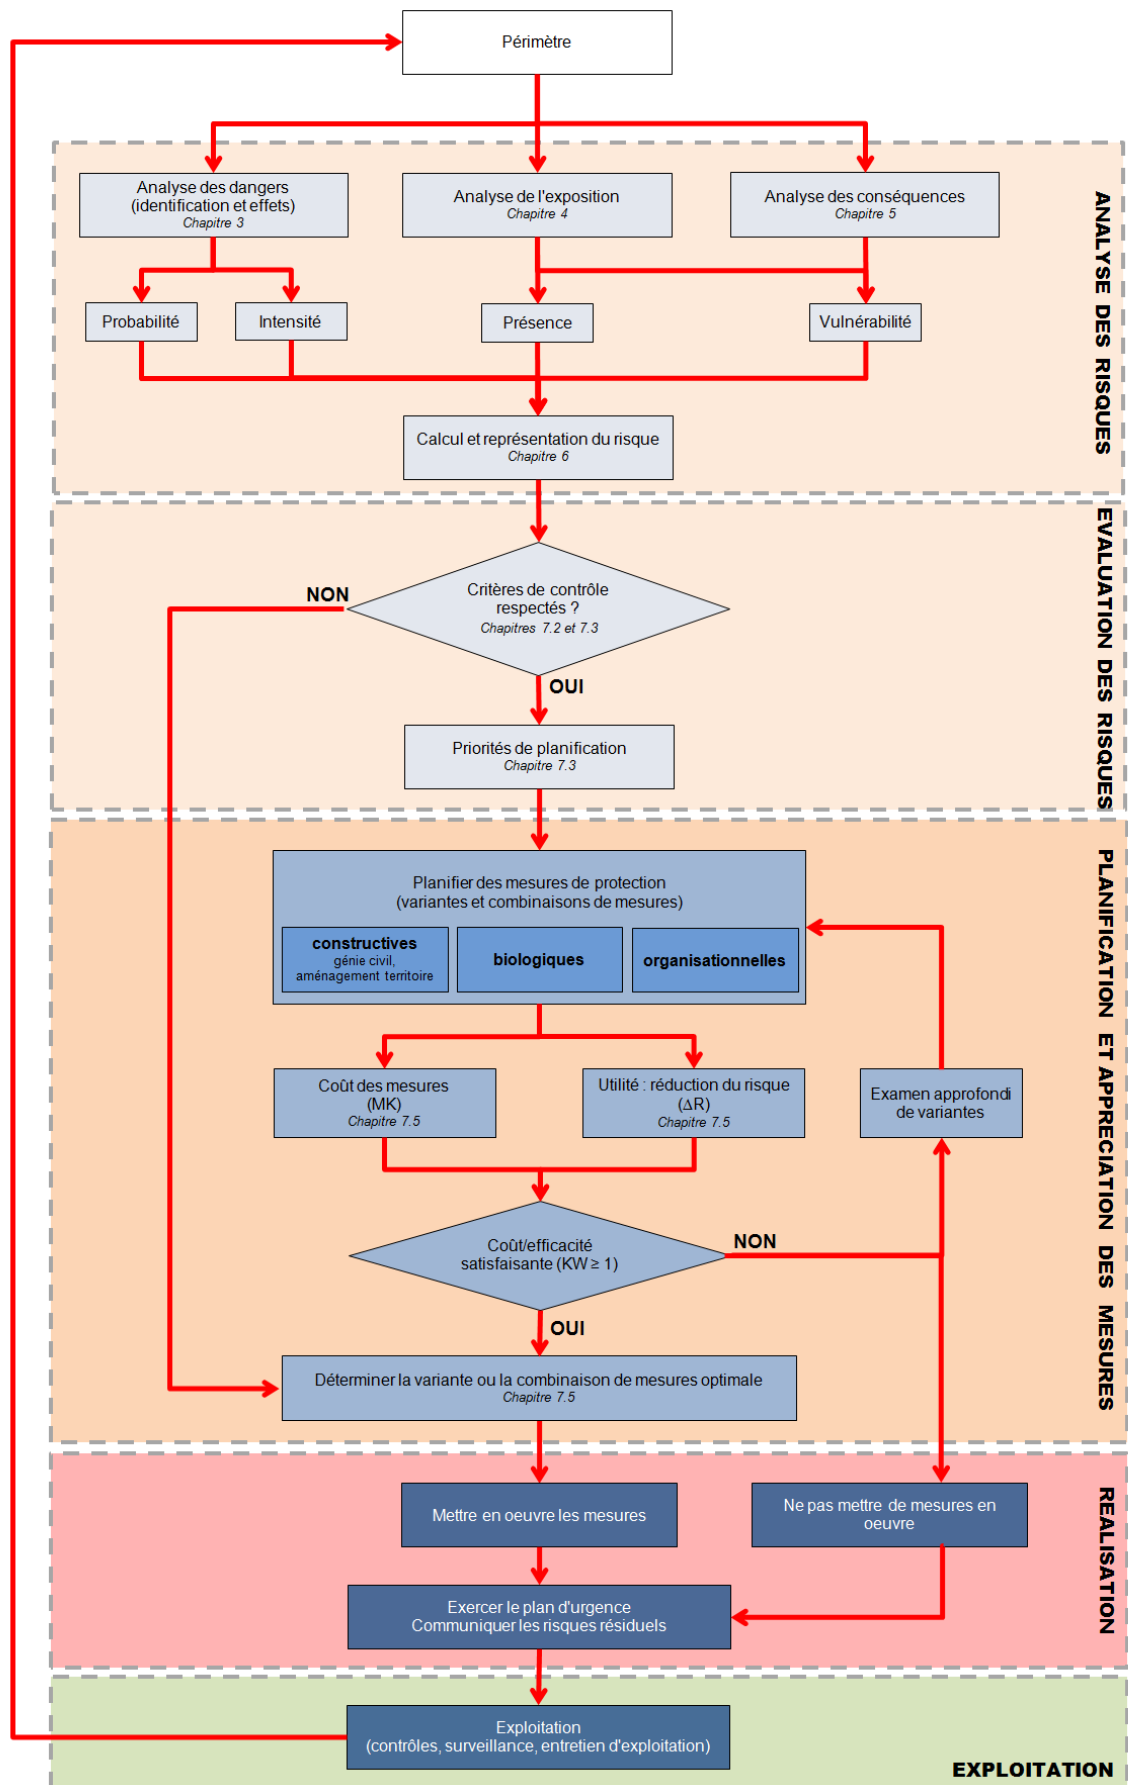 Périmètre
Analyse des dangers
(identification et effets)
Chapitre 3
Analyse de l'exposition
Chapitre 4
Analyse des conséquences
Chapitre 5
Probabilité
Intensité
Présence
Vulnérabilité
Calcul et représentation du risque
Chapitre 6
ANALYSE DES RISQUES
Critères de contrôle
respectés ?
Chapitres 7.2 et 7.3
NON
OUI
Priorités de planification
Chapitre 7.3
EVALUATION DES RISQUES
Planifier des mesures de protection
(variantes et combinaisons de mesures)
constructives
génie civil,
aménagement territoire
biologiques
organisationnelles
Coût des mesures
(MK)
Chapitre 7.5
Utilité : réduction du risque
(ΔR)
Chapitre 7.5
Examen approfondi
de variantes
Coût/efficacité
satisfaisante (KW ≥ 1)
NON
OUI
Déterminer la variante ou la combinaison de mesures optimale
Chapitre 7.5
PLANIFICATION ET APPRECIATION DES MESURES
Mettre en oeuvre les mesures
Ne pas mettre de mesures en
oeuvre
Exercer le plan d'urgence
Communiquer les risques résiduels
REALISATION
Exploitation
(contrôles, surveillance, entretien d'exploitation)
EXPLOITATION